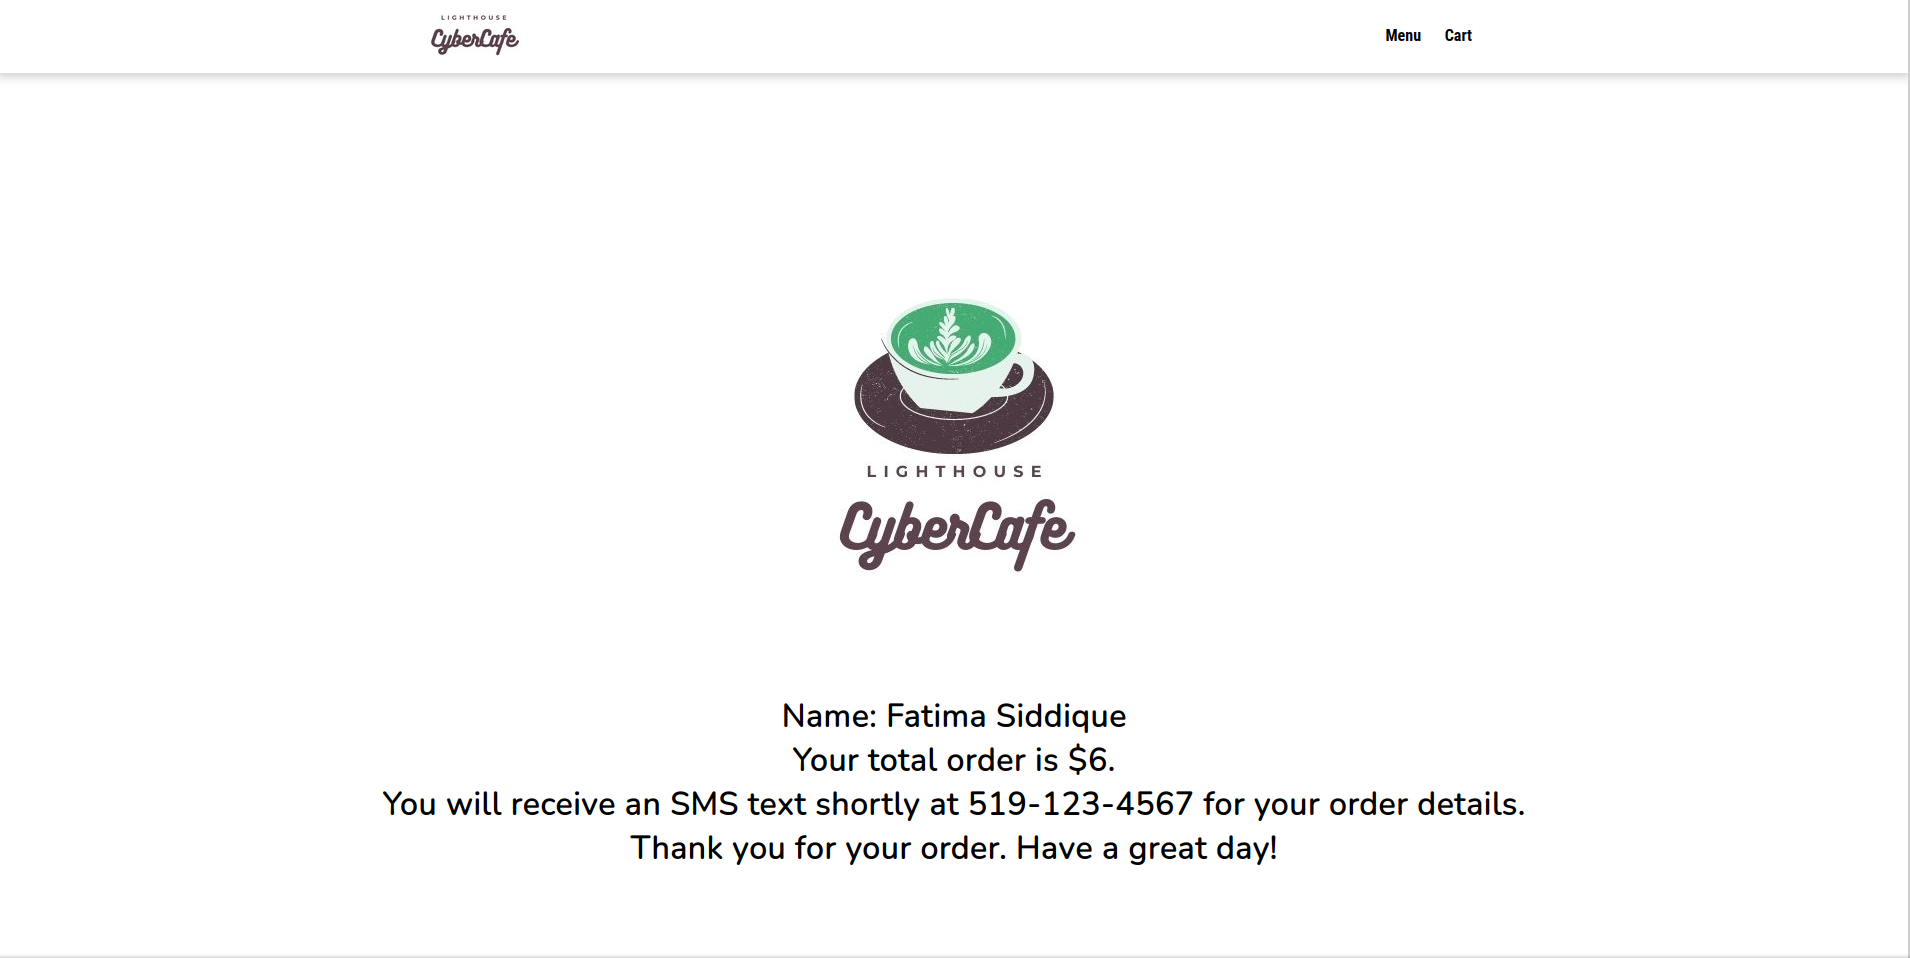 LIGHTHOUSE
CyberCafe
Menu Cart
LIGHTHOUSE
CyberCafe
Name: Fatima Siddique
Your total order is $6.
You will receive an SMS text shortly at 519-123-4567 for your order details.
Thank you for your order. Have a great day!